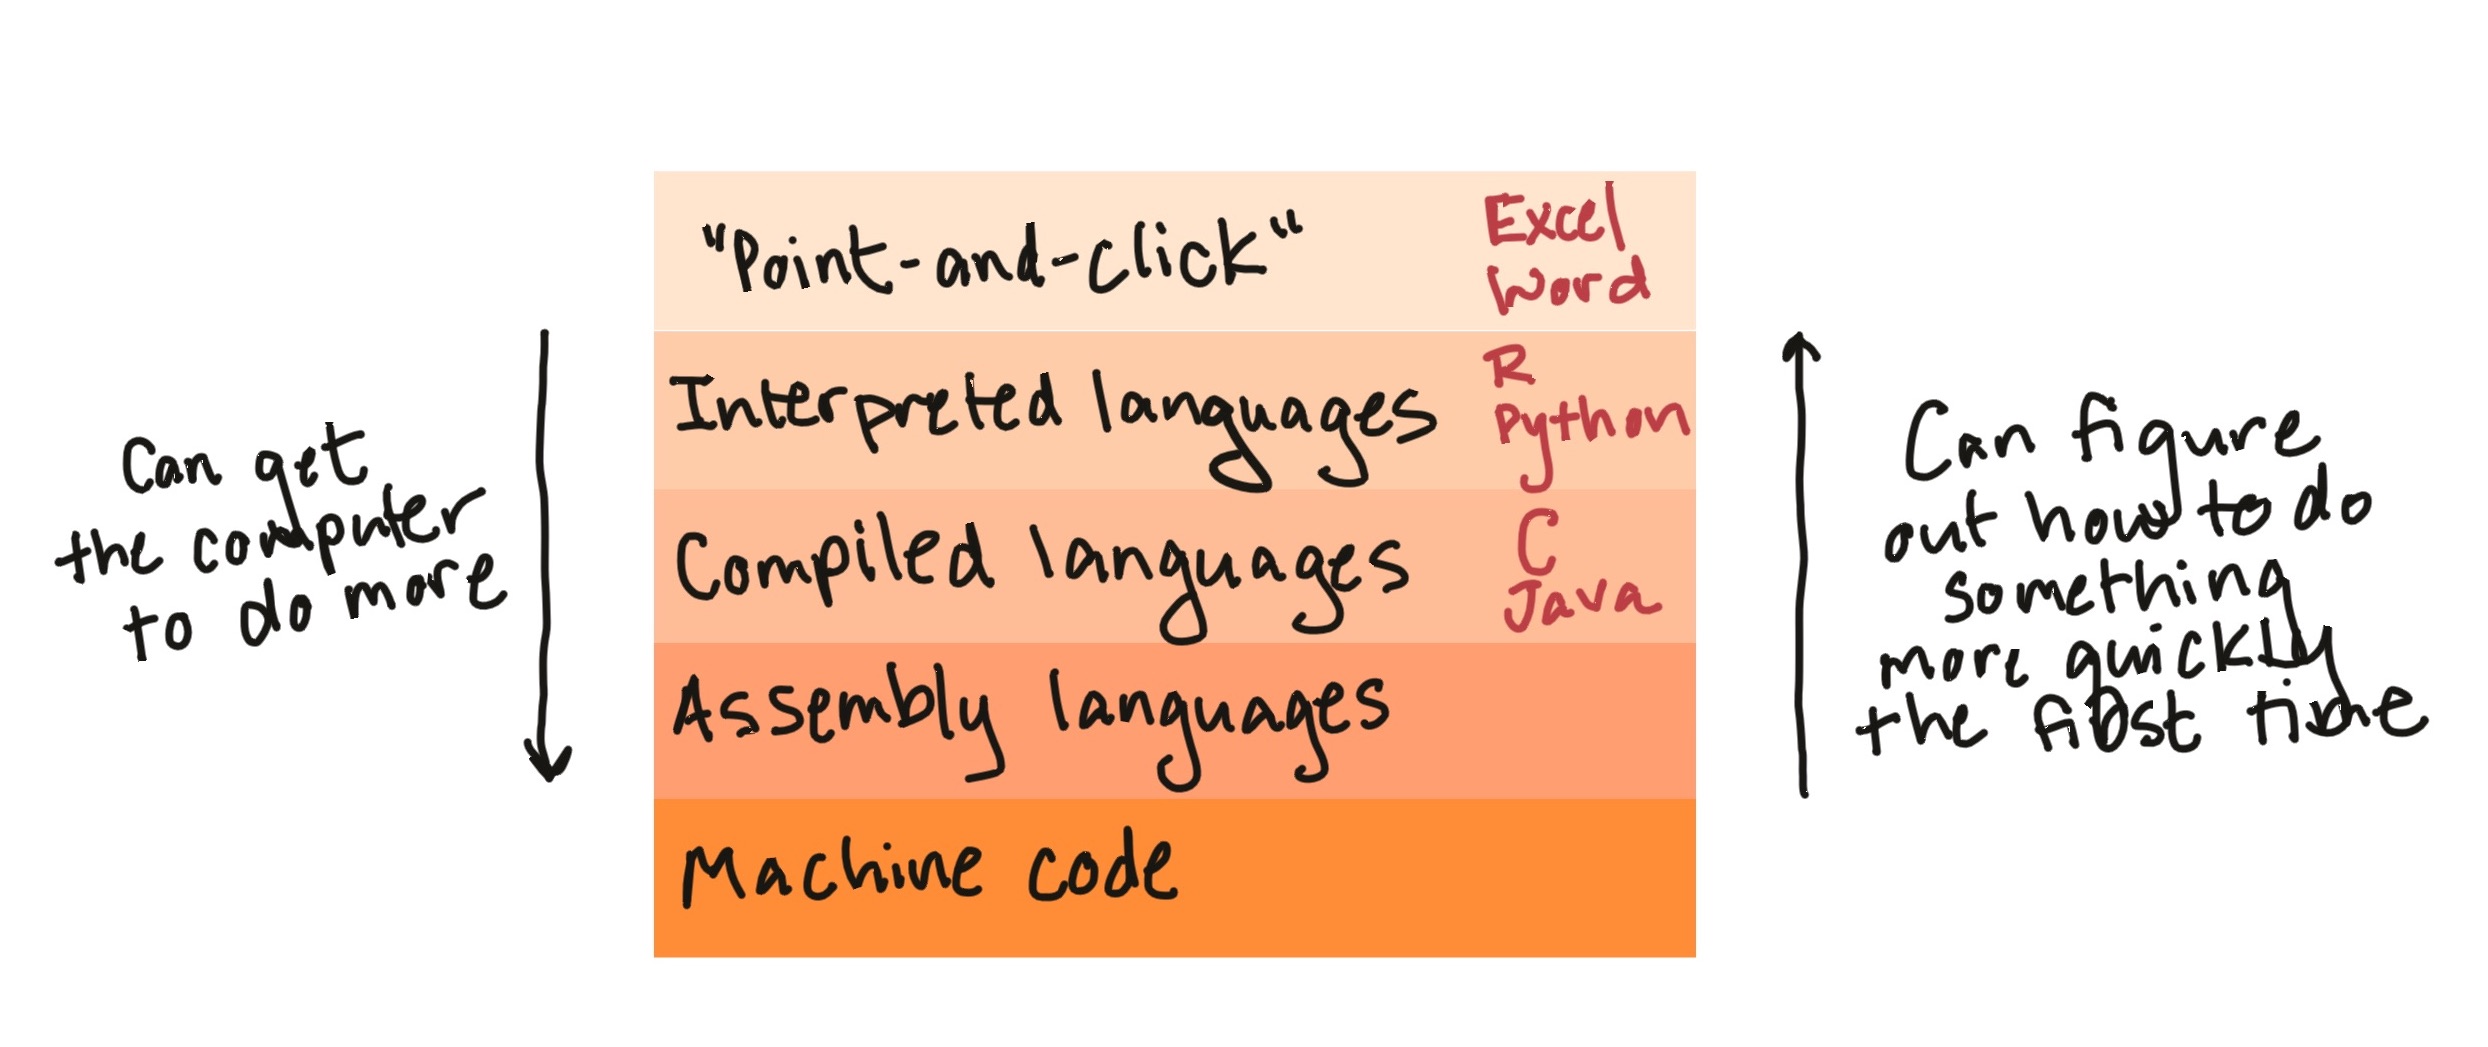 "Point-and-click"
Excel
Word
Interpreted languages
R
Python
Compiled languages
C
Java
Assembly languages
Machine code
Can get
the computer
to do more
Can figure
out how to do
something
more quickly
the first time